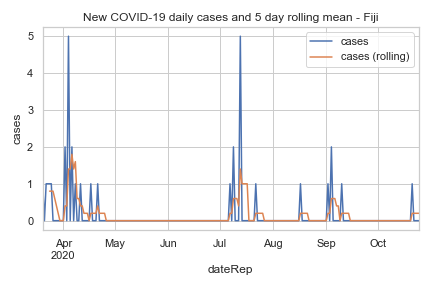 New COVID-19 daily cases and 5 day rolling mean - Fiji
cases
cases (rolling)
cases
5
4
3
2
1
0
Apr
2020
May
Jun
Jul
Aug
Sep
Oct
dateRep